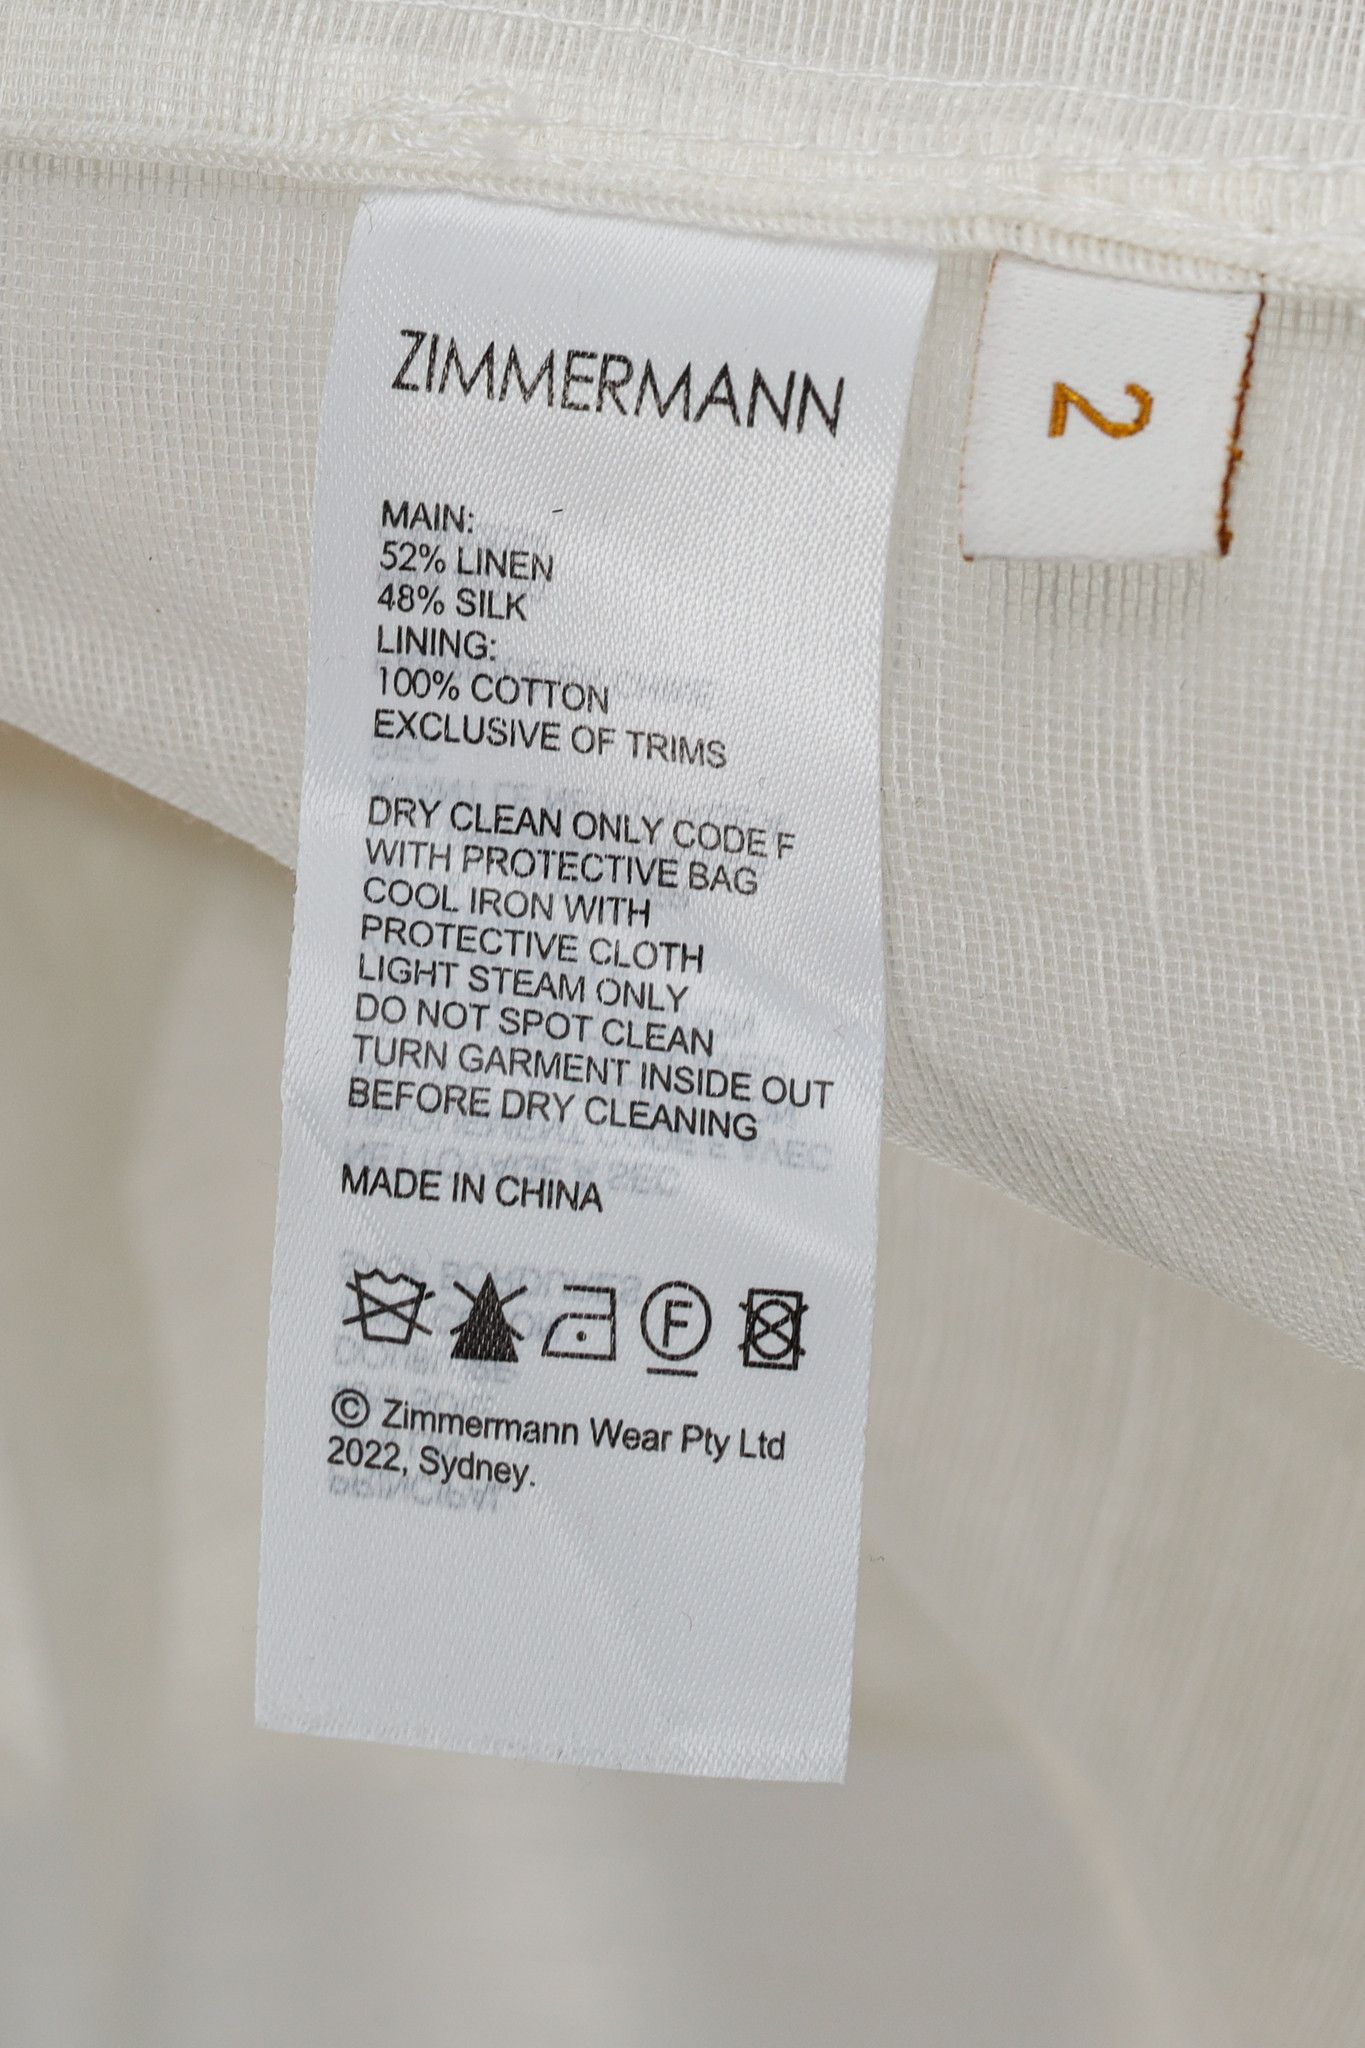 ZIMMERMANN
2
MAIN:
52% LINEN
48% SILK
LINING:
100% COTTON
EXCLUSIVE OF TRIMS
DRY CLEAN ONLY CODE F
WITH PROTECTIVE BAG
COOL IRON WITH
PROTECTIVE CLOTH
LIGHT STEAM ONLY
DO NOT SPOT CLEAN
TURN GARMENT INSIDE OUT
BEFORE DRY CLEANING
MADE IN CHINA
F
© Zimmermann Wear Pty Ltd
2022, Sydney.